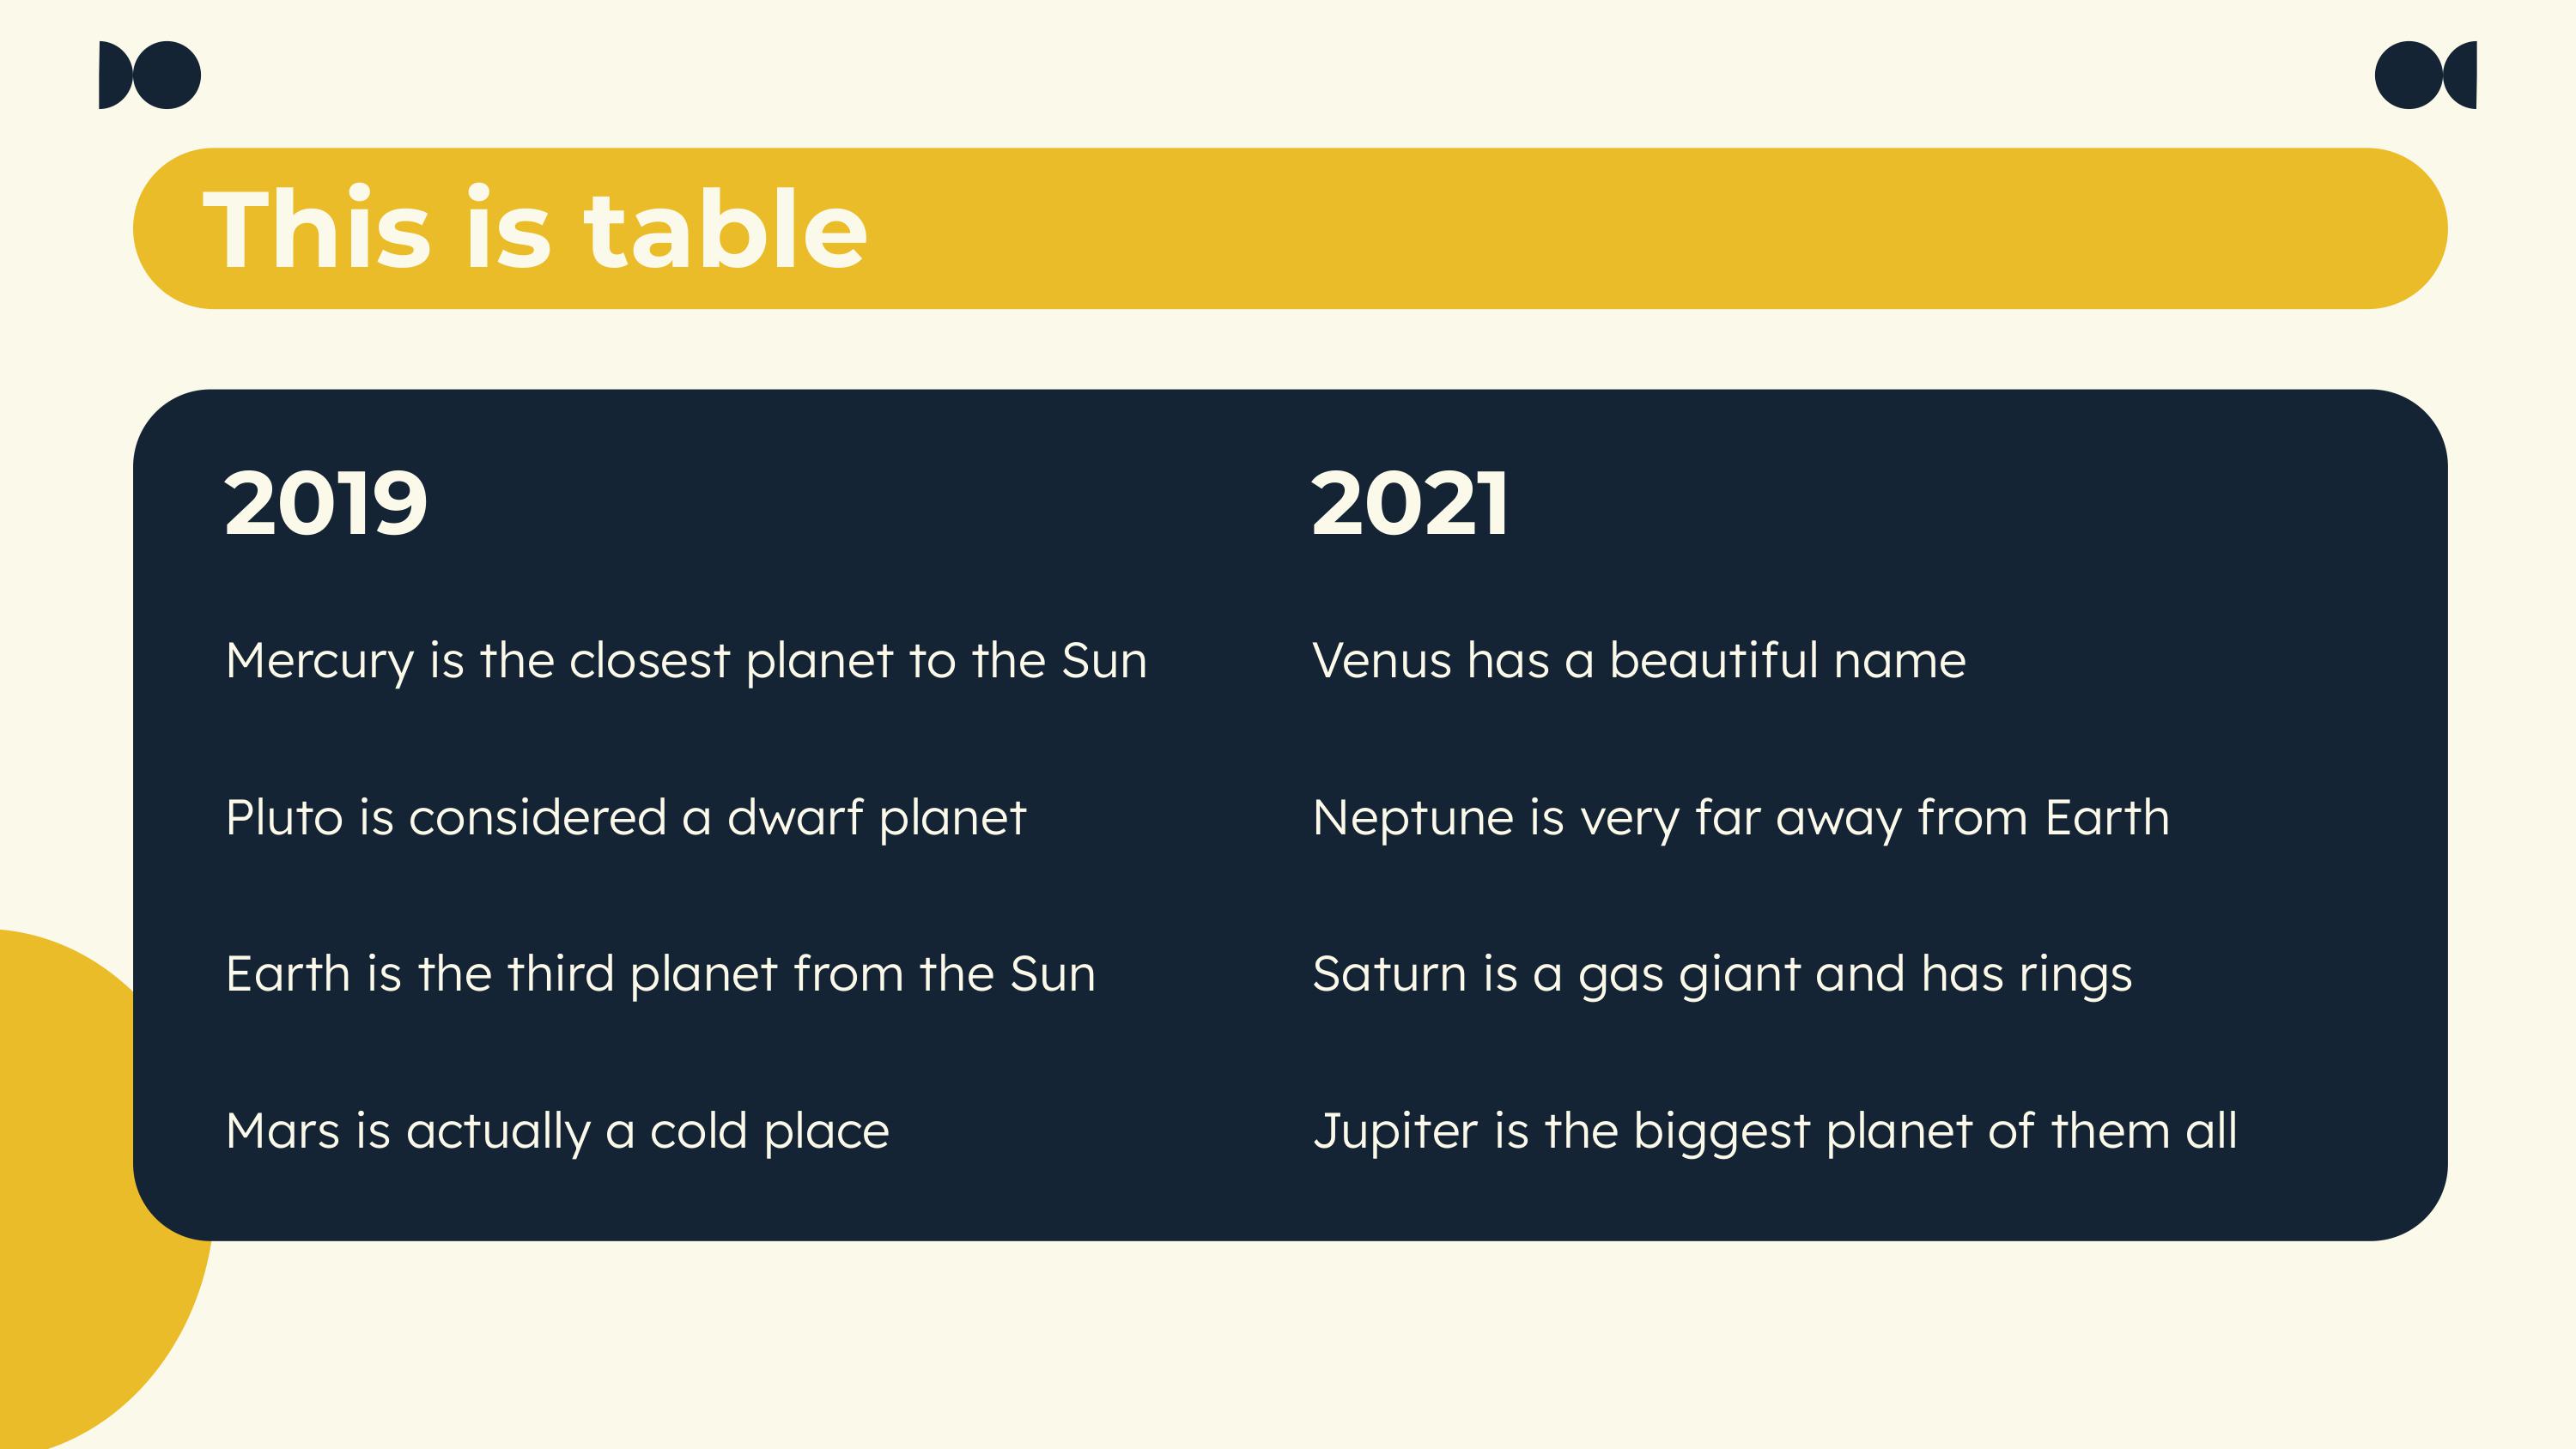 This is table
2019
2021
Mercury is the closest planet to the Sun
Venus has a beautiful name
Pluto is considered a dwarf planet
Neptune is very far away from Earth
Earth is the third planet from the Sun
Saturn is a gas giant and has rings
Mars is actually a cold place
Jupiter is the biggest planet of them all